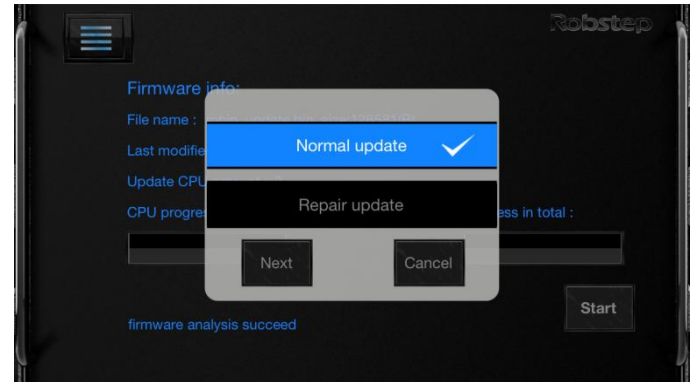 Robstep
Firmware info:
File name :
Last modifie
Normal update
Update CPU
Repair update
CPU progre
ess in total :
Next
Cancel
Start
firmware analysis succeed